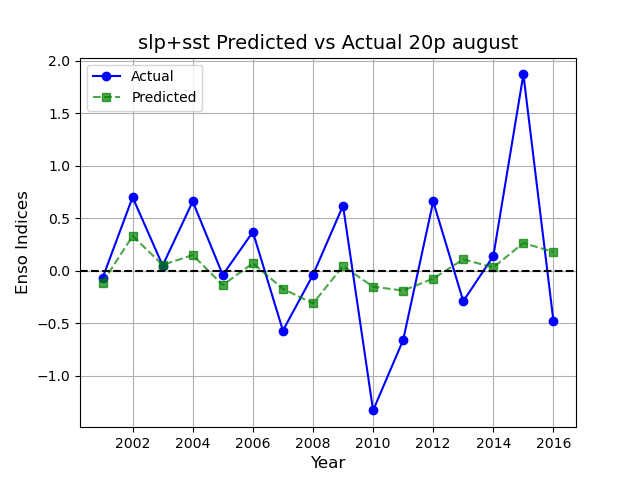 slp+sst Predicted vs Actual 20p august
Actual
Predicted
Enso Indices
2.0
1.5
1.0
0.5
0.0
−0.5
−1.0
2002 2004 2006 2008 2010 2012 2014 2016
Year